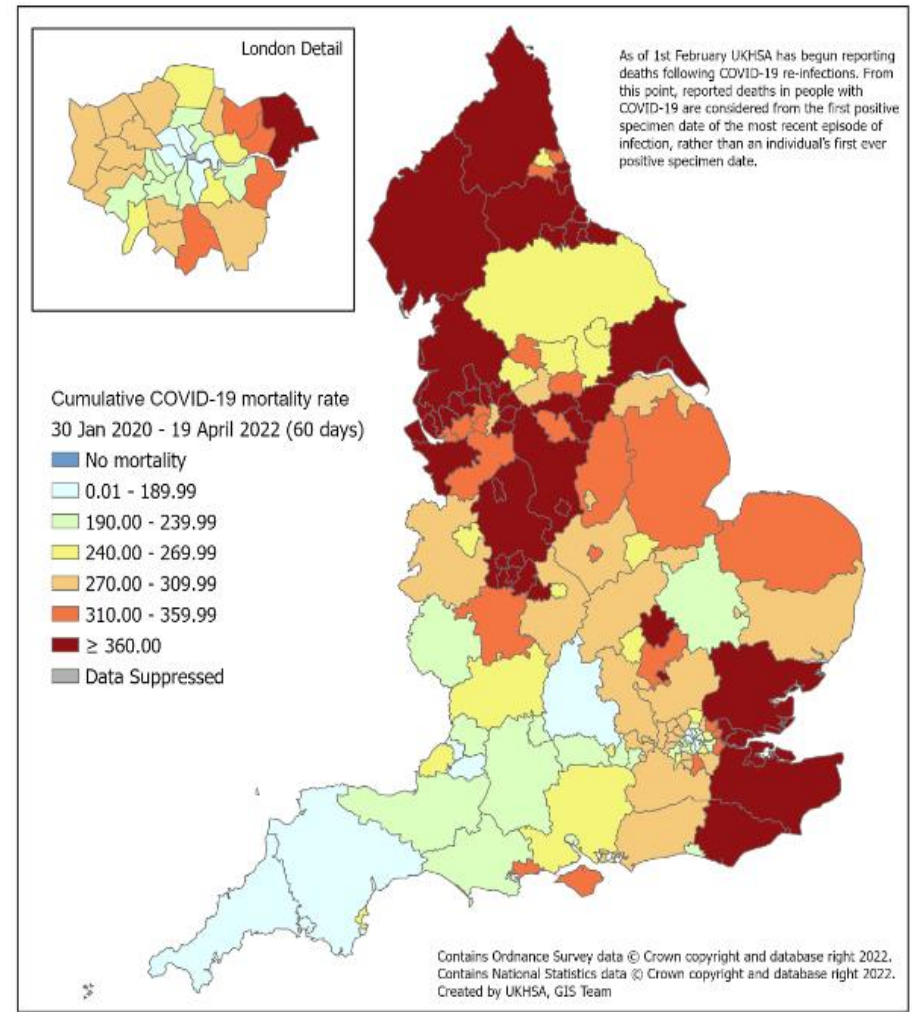 London Detail
As of 1st February UKHSA has begun reporting
deaths following COVID-19 re-infections. From
this point, reported deaths in people with
COVID-19 are considered from the first positive
specimen date of the most recent episode of
infection, rather than an individual's first ever
positive specimen date.
Cumulative COVID-19 mortality rate
30 Jan 2020 - 19 April 2022 (60 days)
No mortality
0.01 - 189.99
190.00 - 239.99
240.00 - 269.99
270.00 - 309.99
310.00 - 359.99
≥ 360.00
Data Suppressed
Contains Ordnance Survey data © Crown copyright and database right 2022.
Contains National Statistics data © Crown copyright and database right 2022.
Created by UKHSA, GIS Team